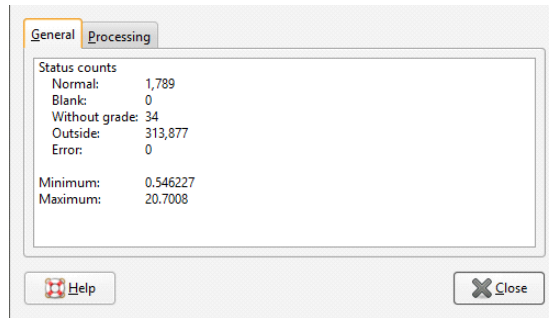 General Processing
Status counts
Normal: 1,789
Blank: 0
Without grade: 34
Outside: 313,877
Error: 0
Minimum: 0.546227
Maximum: 20.7008
Help Close